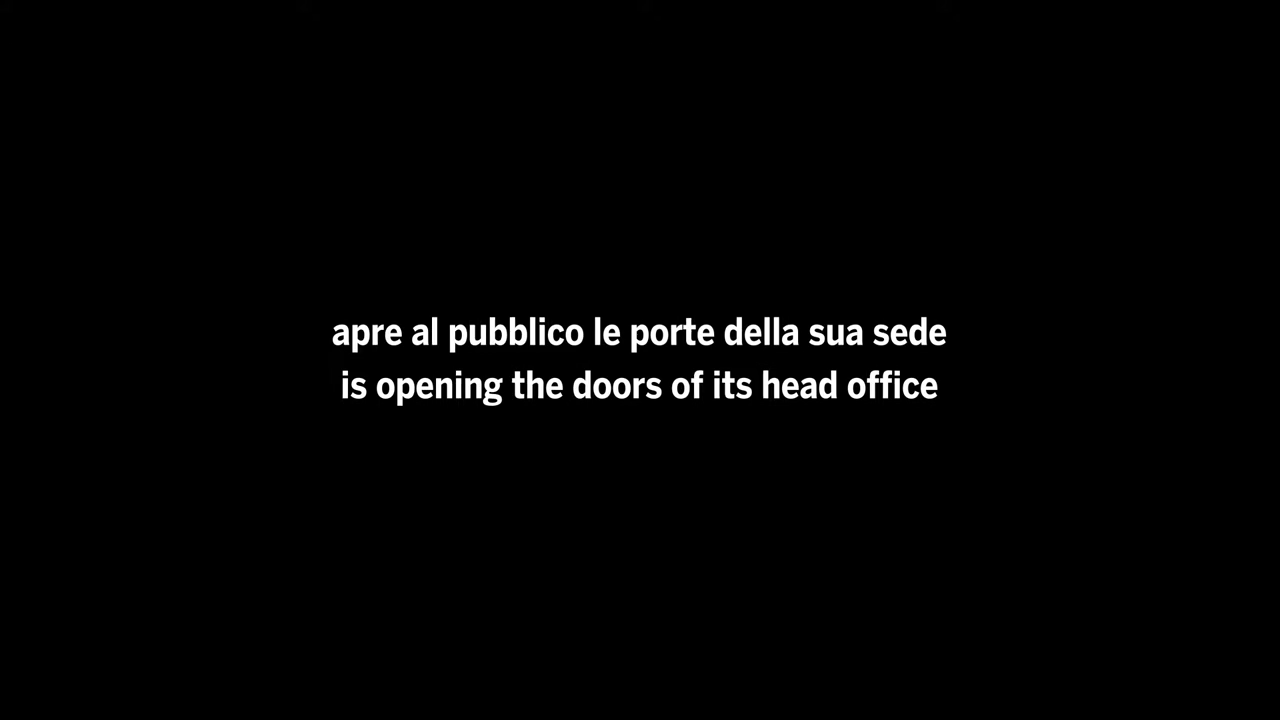 apre al pubblico le porte della sua sede
is opening the doors of its head office